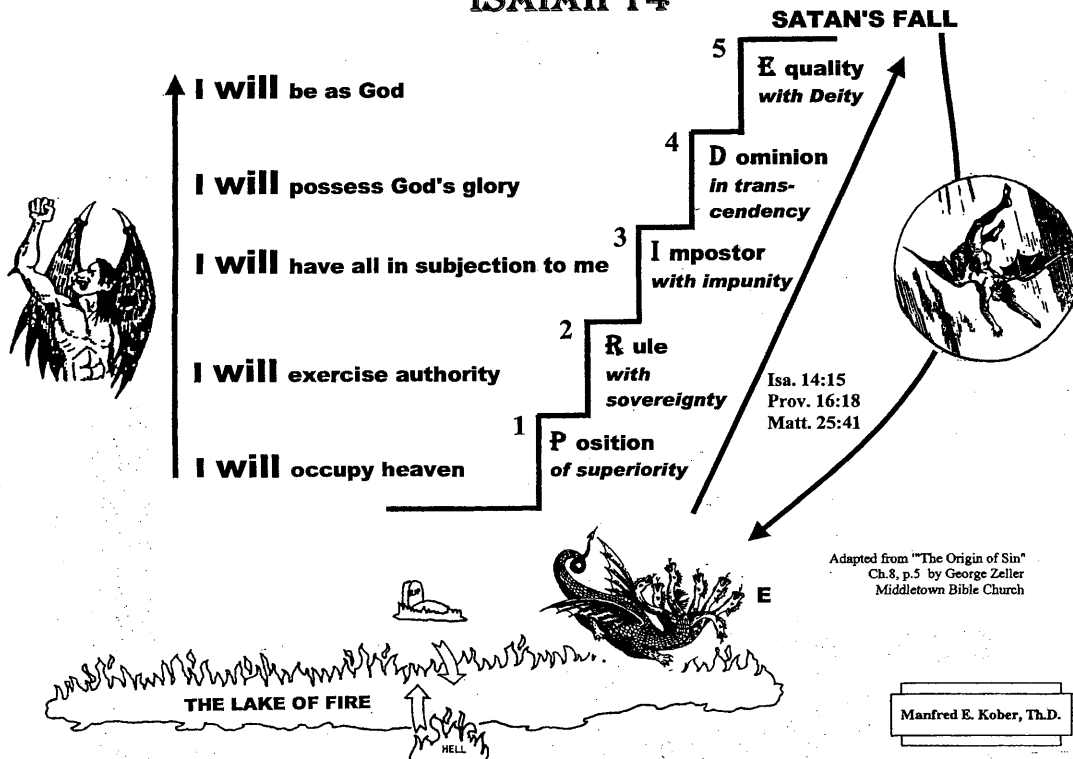 ISAIAH 14
SATAN'S FALL
I will be as God
I will possess God's glory
I will have all in subjection to me
I will exercise authority
I will occupy heaven
5
E quality
with Deity
4
D ominion
in trans-
cendency
3
I mpostor
with impunity
2
R ule
with
sovereignty
1
P osition
of superiority
Isa. 14:15
Prov. 16:18
Matt. 25:41
Adapted from "'The Origin of Sin"
Ch.8, p.5 by George Zeller
Middletown Bible Church
E
RIP
THE LAKE OF FIRE
HELL
Manfred E. Kober, Th.D.